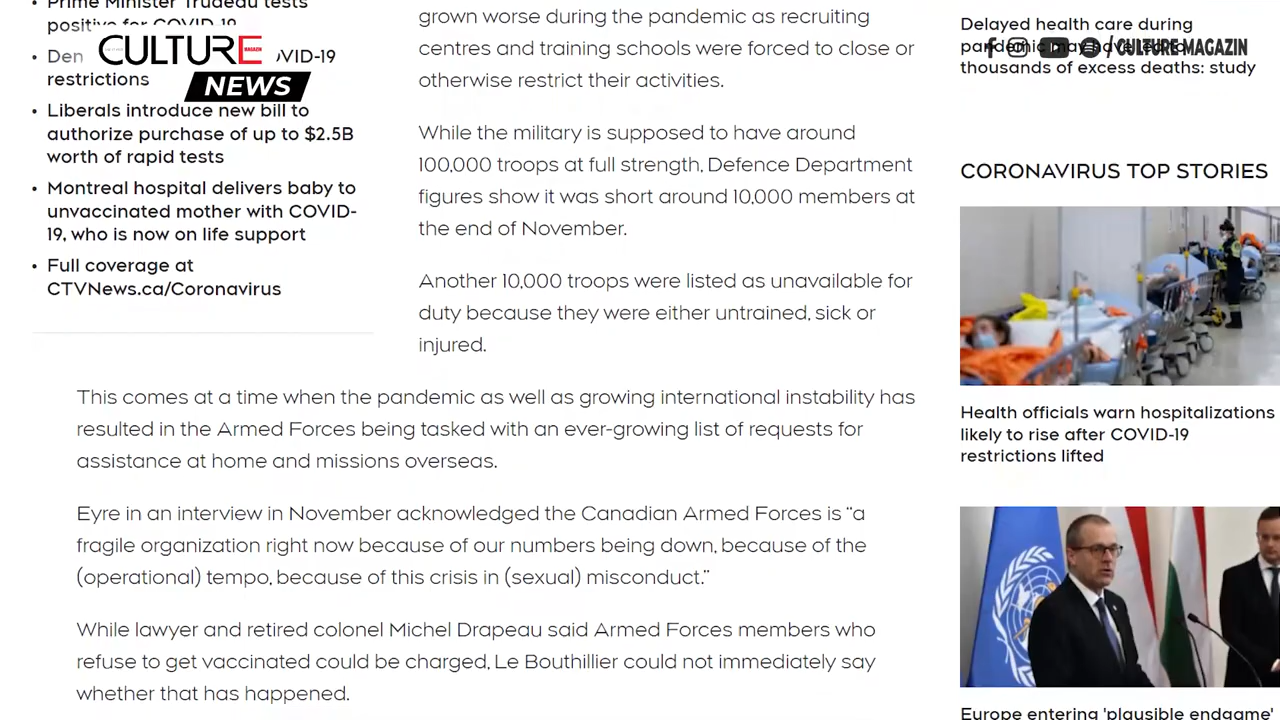 Prime Minister Trudeau tests
positive for COVID-19
Den OVID-19
restrictions
• Liberals introduce new bill to
authorize purchase of up to $2.5B
worth of rapid tests
• Montreal hospital delivers baby to
unvaccinated mother with COVID-
19, who is now on life support
• Full coverage at
CTVNews.ca/Coronavirus
CULTURE
MAGAZIN
NEWS
grown worse during the pandemic as recruiting
centres and training schools were forced to close or
otherwise restrict their activities.
While the military is supposed to have around
100,000 troops at full strength, Defence Department
figures show it was short around 10,000 members at
the end of November.
Another 10,000 troops were listed as unavailable for
duty because they were either untrained, sick or
injured.
This comes at a time when the pandemic as well as growing international instability has
resulted in the Armed Forces being tasked with an ever-growing list of requests for
assistance at home and missions overseas.
Eyre in an interview in November acknowledged the Canadian Armed Forces is “a
fragile organization right now because of our numbers being down, because of the
(operational) tempo, because of this crisis in (sexual) misconduct.”
While lawyer and retired colonel Michel Drapeau said Armed Forces members who
refuse to get vaccinated could be charged, Le Bouthillier could not immediately say
whether that has happened.
Delayed health care during
pandemic may have led to
thousands of excess deaths: study
/ CULTURE MAGAZIN
CORONAVIRUS TOP STORIES
Health officials warn hospitalizations
likely to rise after COVID-19
restrictions lifted
Europe entering 'plausible endgame'